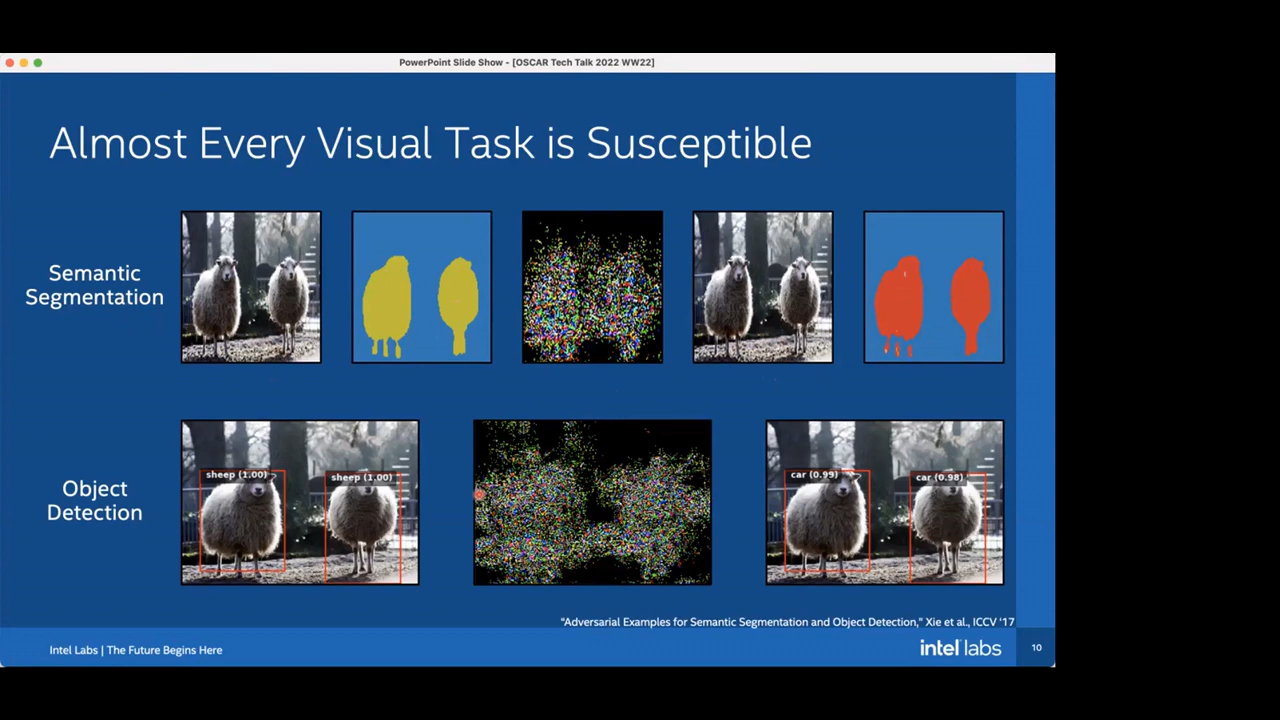 PowerPoint Slide Show - [OSCAR Tech Talk 2022 WW22]
Almost Every Visual Task is Susceptible
Semantic
Segmentation
sheep (1.00)
sheep (1.00)
car (0.99)
car (0.98)
Object
Detection
"Adversarial Examples for Semantic Segmentation and Object Detection," Xie et al., ICCV '17
Intel Labs | The Future Begins Here
intel labs
10